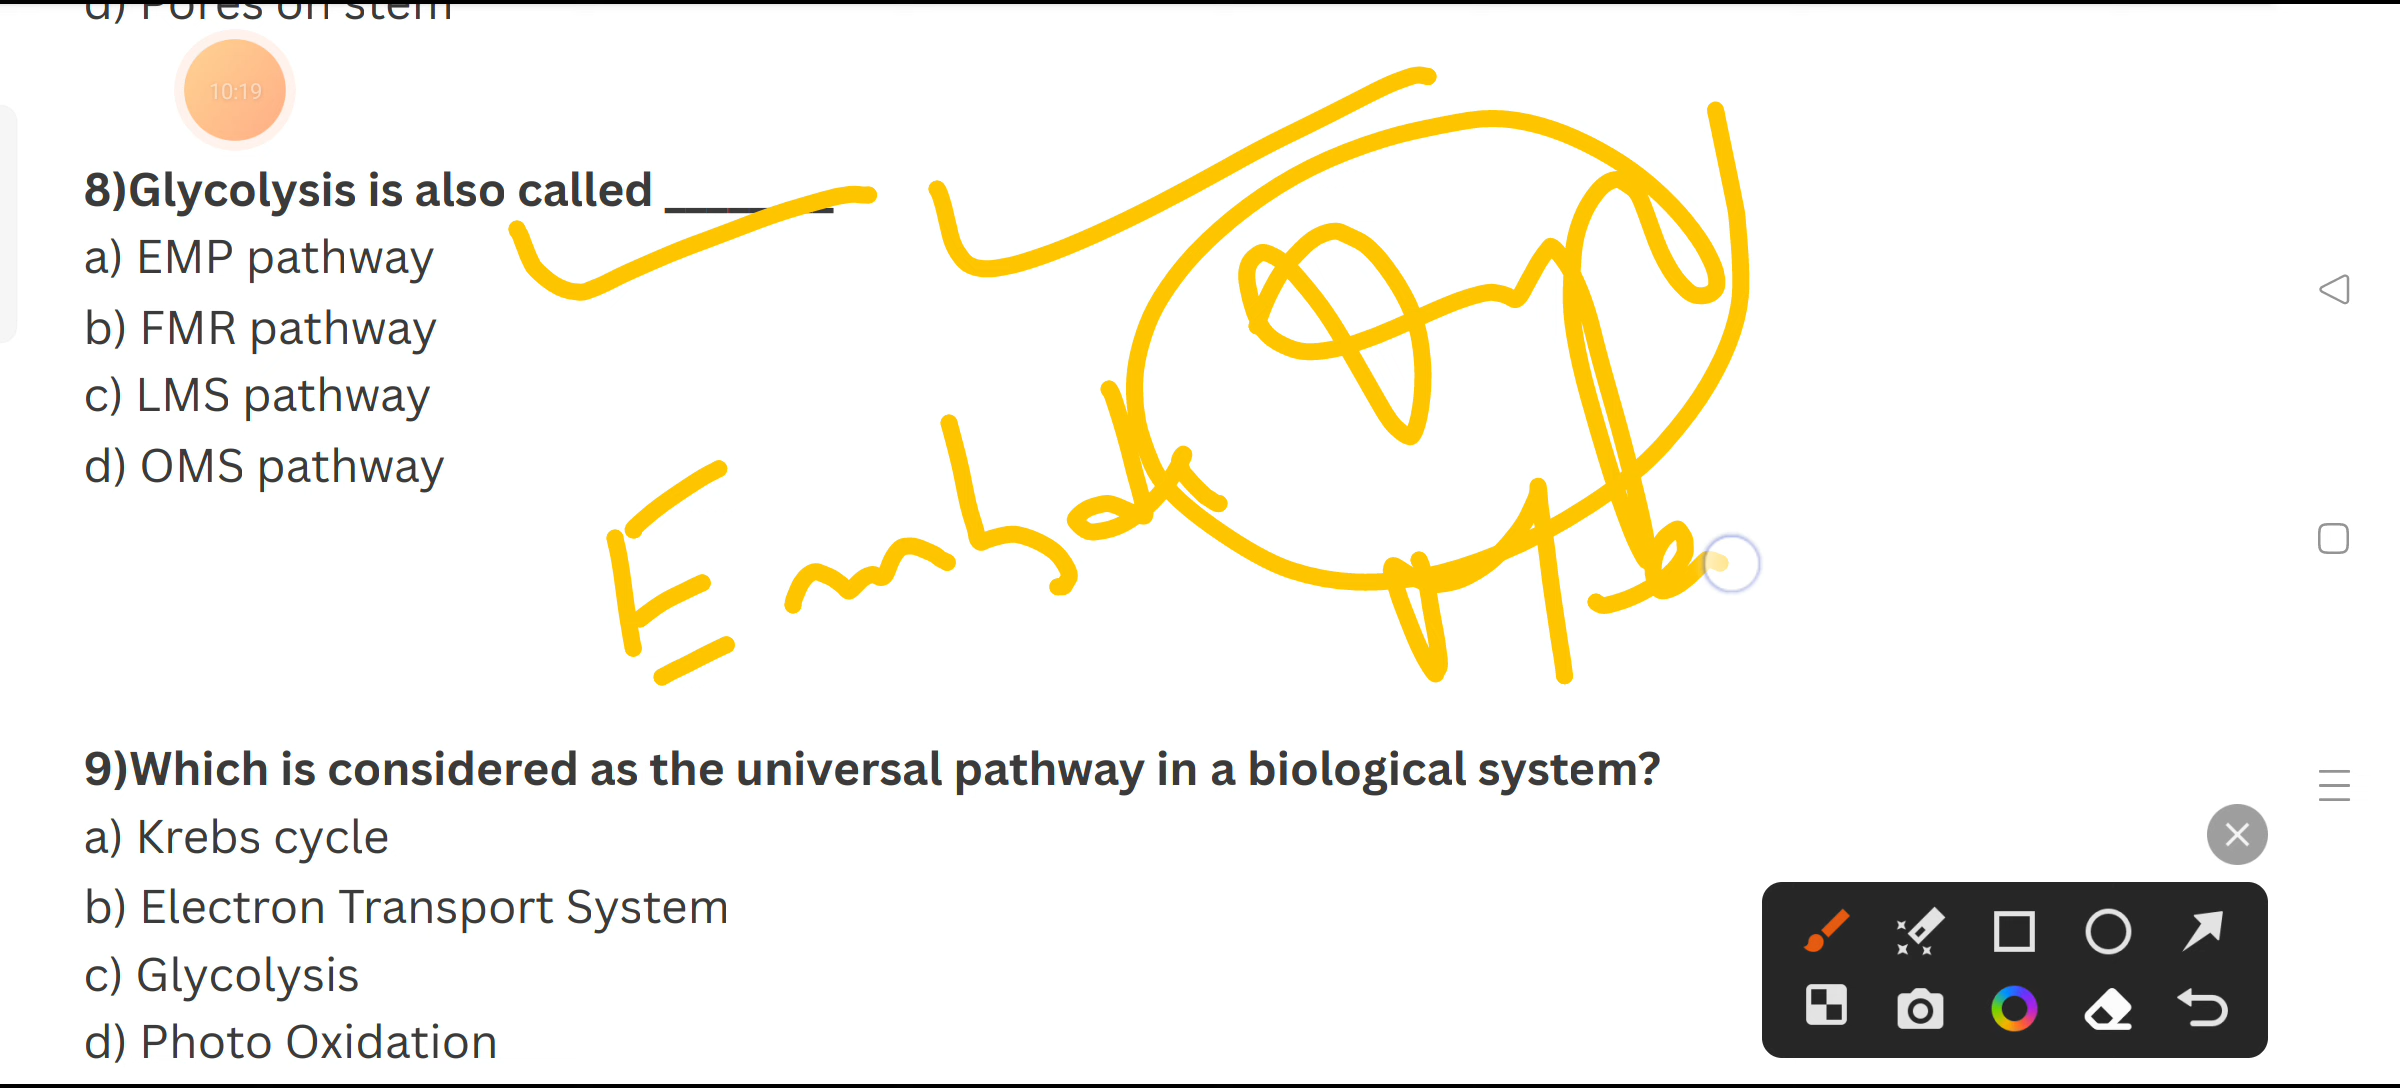 d) Pores on stem
10:19
8)Glycolysis is also called _______
a) EMP pathway
b) FMR pathway
c) LMS pathway
d) OMS pathway
9)Which is considered as the universal pathway in a biological system?
a) Krebs cycle
b) Electron Transport System
c) Glycolysis
d) Photo Oxidation